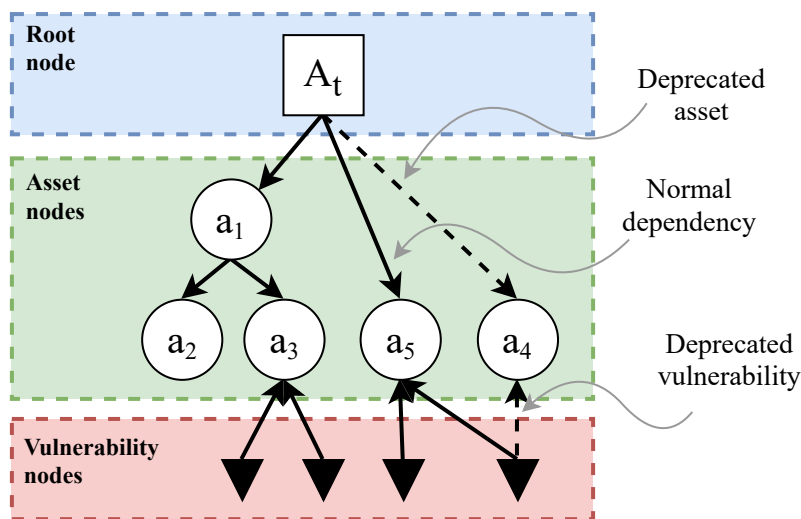 Root
node
A_t
Deprecated
asset
Asset
nodes
Normal
dependency
a_1
a_2
a_3
a_5
a_4
Deprecated
vulnerability
Vulnerability
nodes